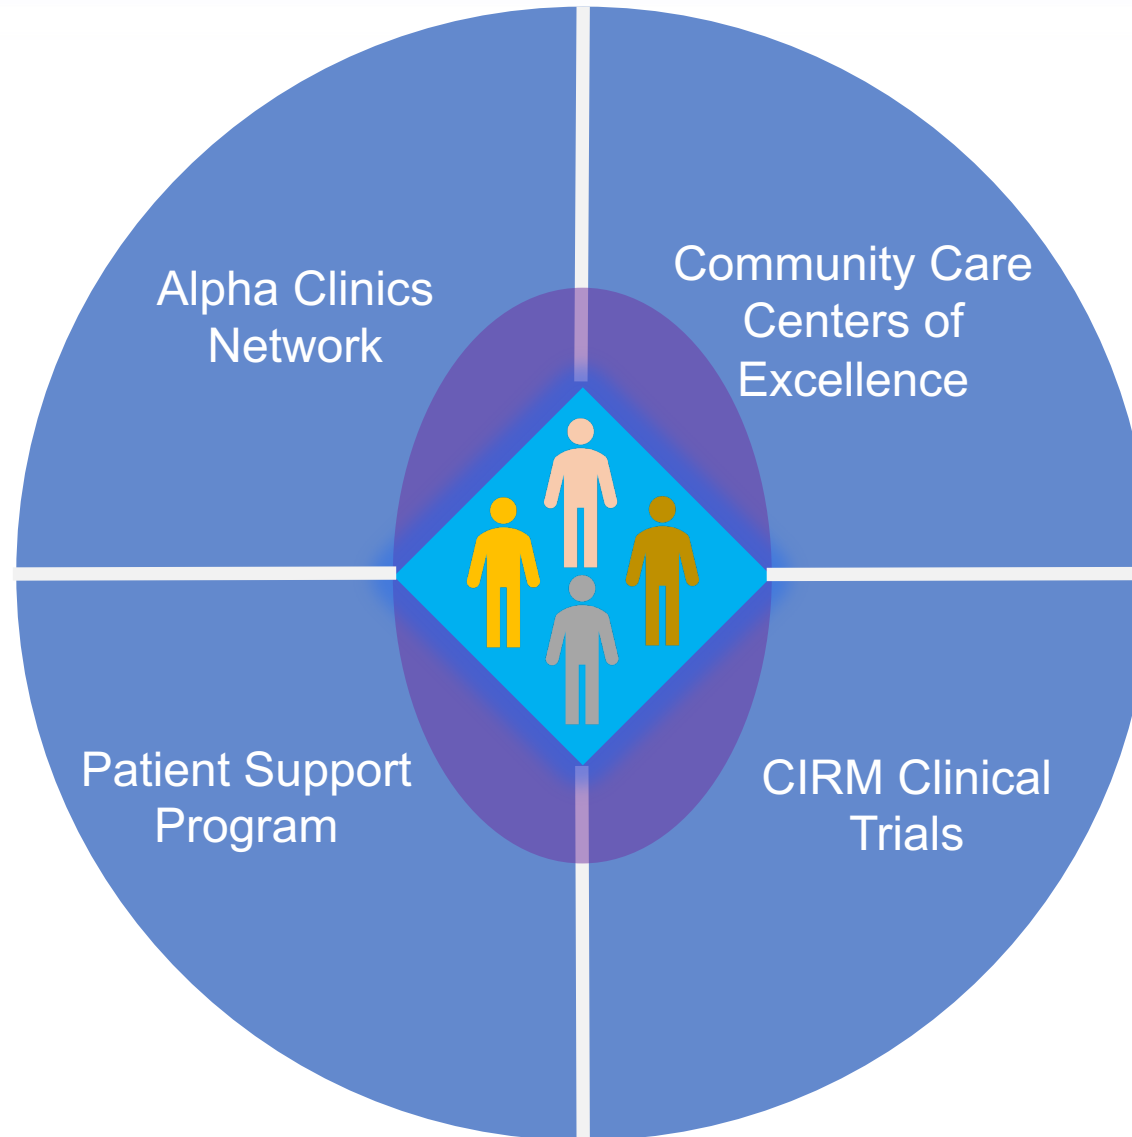 Alpha Clinics
Network
Community Care
Centers of
Excellence
Patient Support
Program
CIRM Clinical
Trials